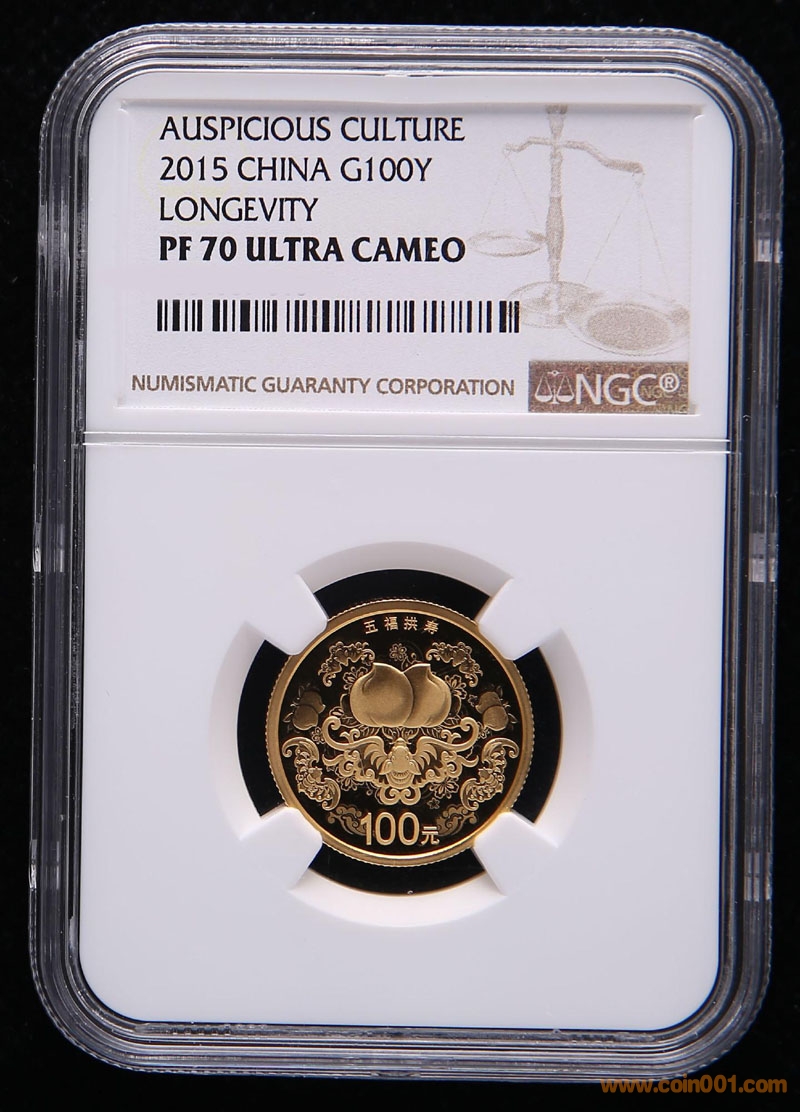 AUSPICIOUS CULTURE
2015 CHINA G100Y
LONGEVITY
PF 70 ULTRA CAMEO
NUMISMATIC GUARANTY CORPORATION
NGC®
五福拱寿
100元
www.coin001.com